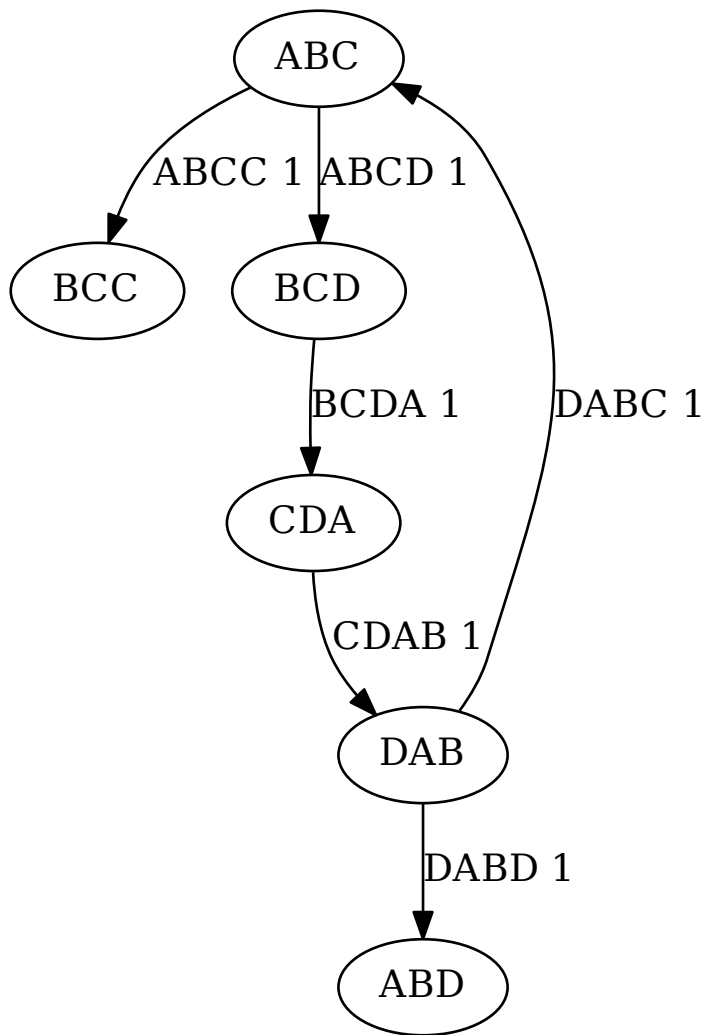 ABC
ABCC 1
ABCD 1
BCC
BCD
BCDA 1
DABC 1
CDA
CDAB 1
DAB
DABD 1
ABD